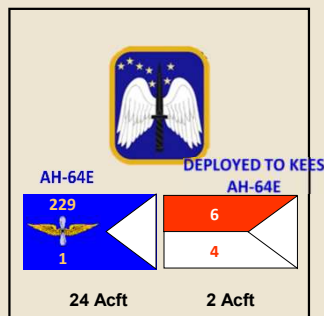 DEPLOYED TO KEES
AH-64E
AH-64E
229
1
6
4
24 Acft
2 Acft